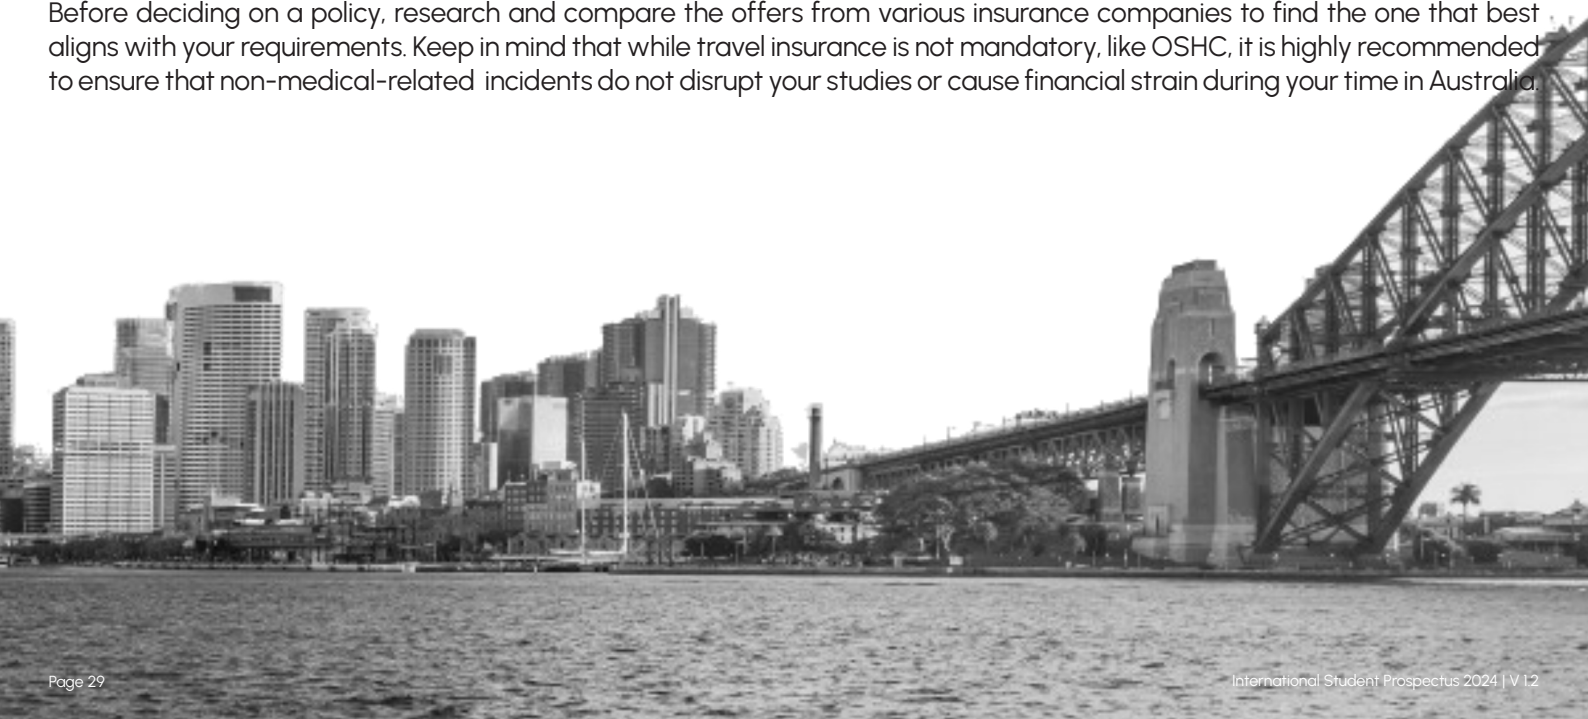 Before deciding on a policy, research and compare the offers from various insurance companies to find the one that best
aligns with your requirements. Keep in mind that while travel insurance is not mandatory, like OSHC, it is highly recommended
to ensure that non-medical-related incidents do not disrupt your studies or cause financial strain during your time in Australia.
Page 29
International Student Prospectus 2024 | V 1.2